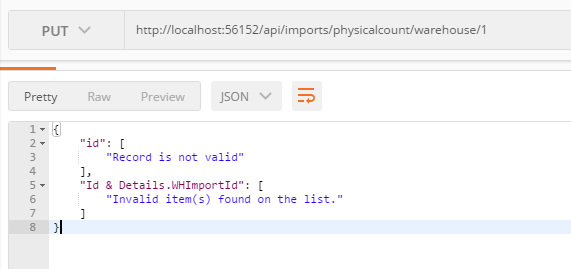 PUT http://localhost:56152/api/imports/physicalcount/warehouse/1
Pretty Raw Preview JSON
1 {
2 "id": [
3 "Record is not valid"
4 ],
5 "Id & Details.WHImportId": [
6 "Invalid item(s) found on the list."
7 ]
8 }